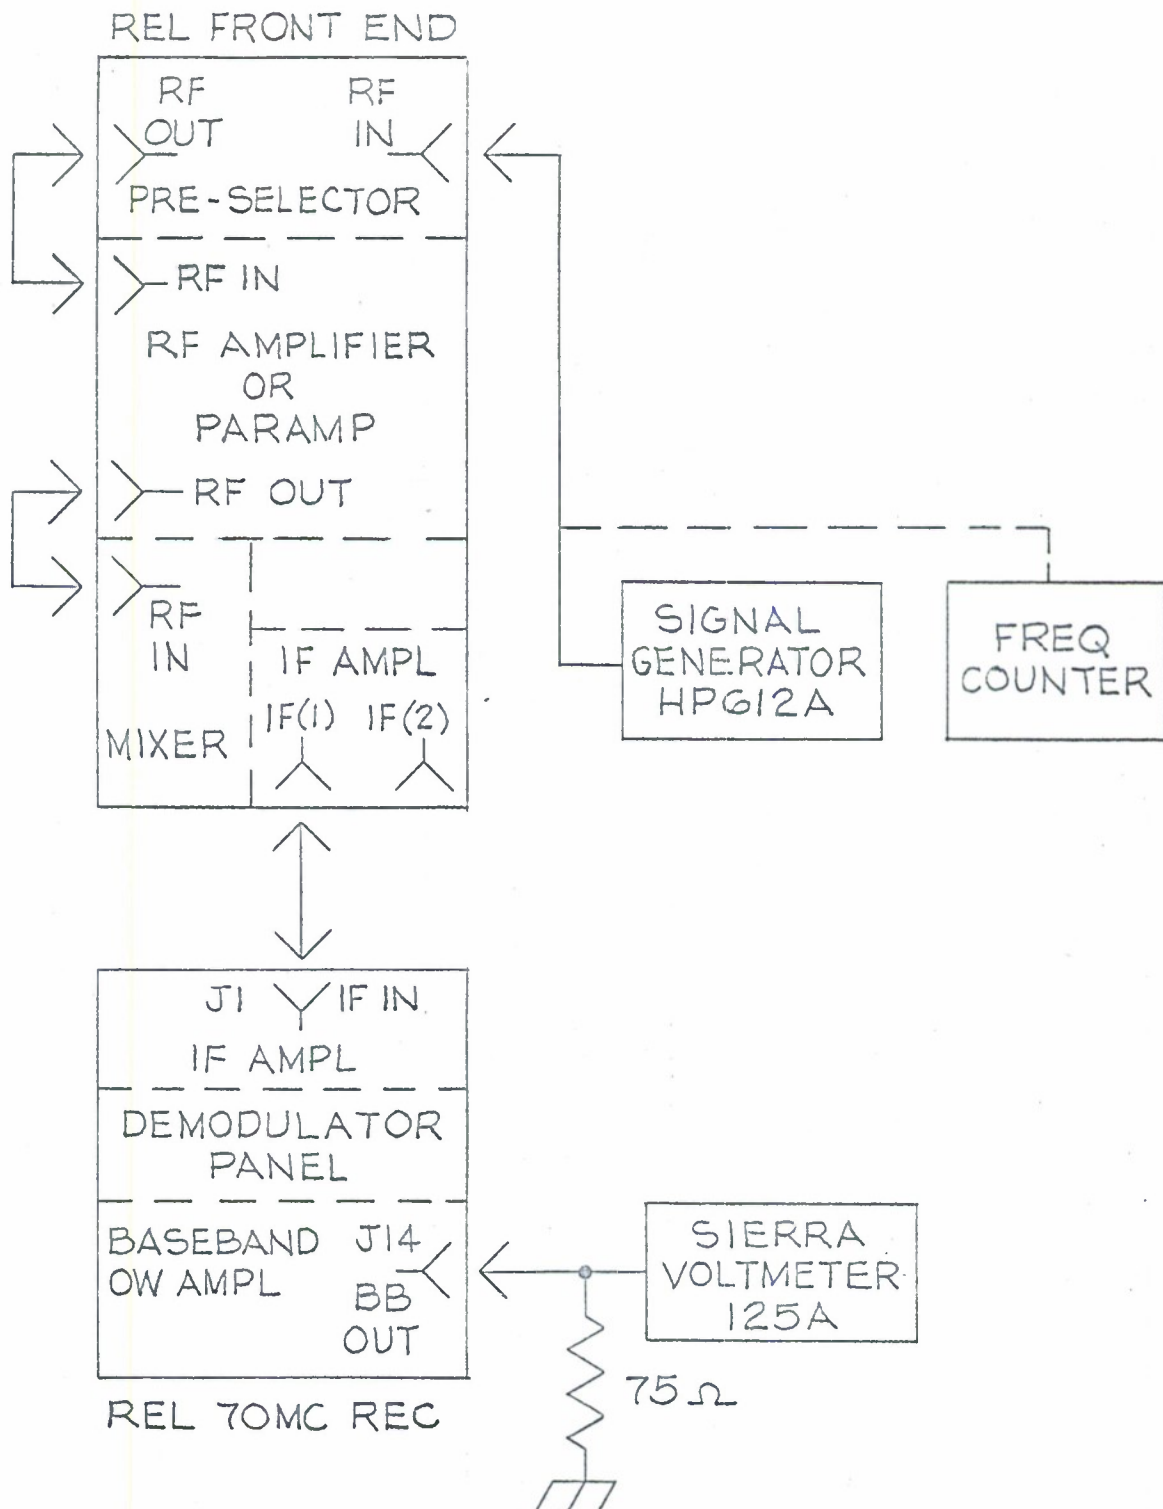 REL FRONT END
RF
OUT
RF
IN
PRE-SELECTOR
RF IN
RF AMPLIFIER
OR
PARAMP
RF OUT
RF
IN
MIXER
IF AMPL
IF(1) IF(2)
SIGNAL
GENERATOR
HP612A
FREQ
COUNTER
J1 IF IN
IF AMPL
DEMODULATOR
PANEL
BASEBAND
OW AMPL
J14
BB
OUT
SIERRA
VOLTMETER
125A
75Ω
REL 70MC REC